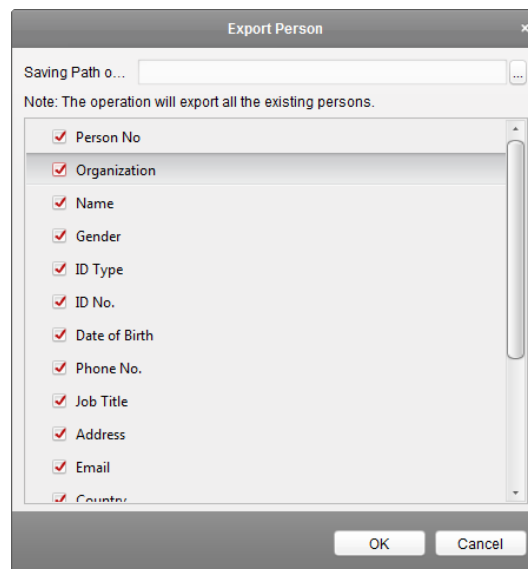 Export Person
Saving Path o...
...
Note: The operation will export all the existing persons.
Person No
Organization
Name
Gender
ID Type
ID No.
Date of Birth
Phone No.
Job Title
Address
Email
Country
OK Cancel